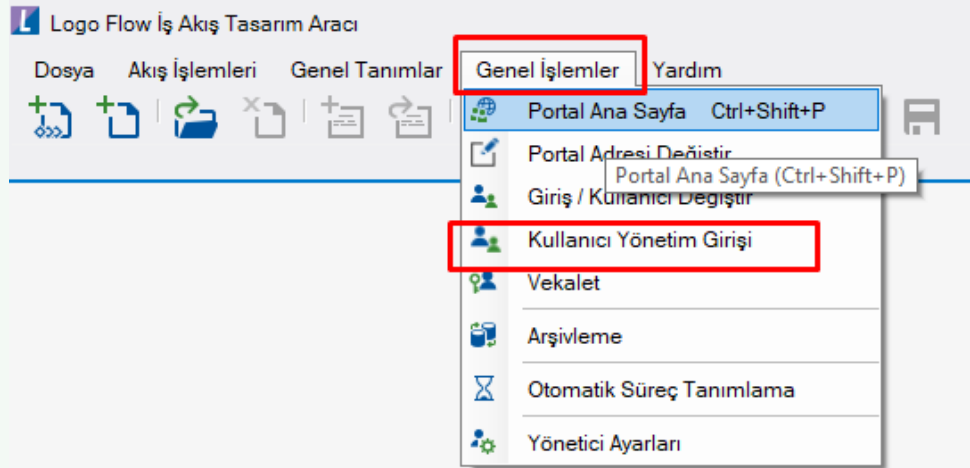 Logo Flow İş Akış Tasarım Aracı
Dosya Akış İşlemleri Genel Tanımlar Genel İşlemler Yardım
Portal Ana Sayfa Ctrl+Shift+P
Portal Adresi Değiştir
Portal Ana Sayfa (Ctrl+Shift+P)
Giriş / Kullanıcı Değiştir
Kullanıcı Yönetim Girişi
Vekalet
Arşivleme
Otomatik Süreç Tanımlama
Yönetici Ayarları